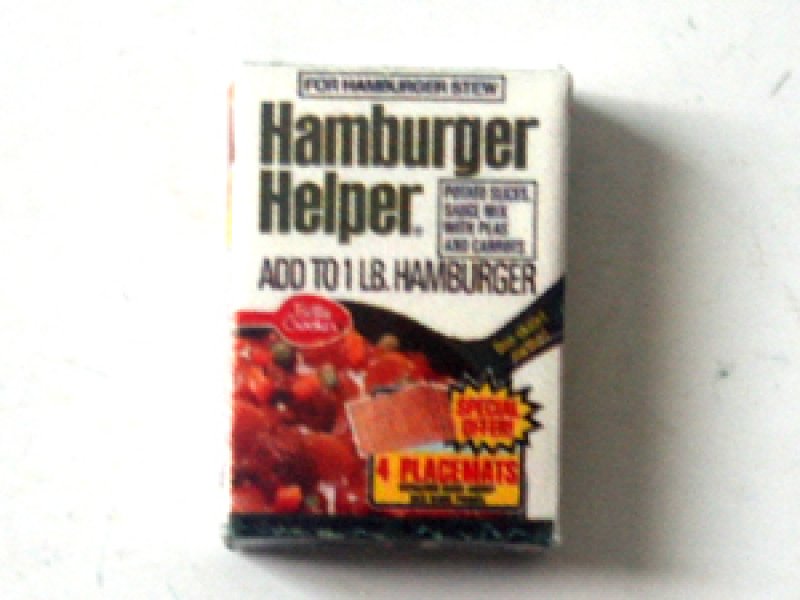 FOR HAMBURGER STEW
Hamburger
Helper®
POTATO SLICES,
SAUCE MIX
WITH PEAS
AND CARROTS
ADD TO 1 LB. HAMBURGER
Betty
Crocker
SPECIAL
OFFER!
4 PLACEMATS